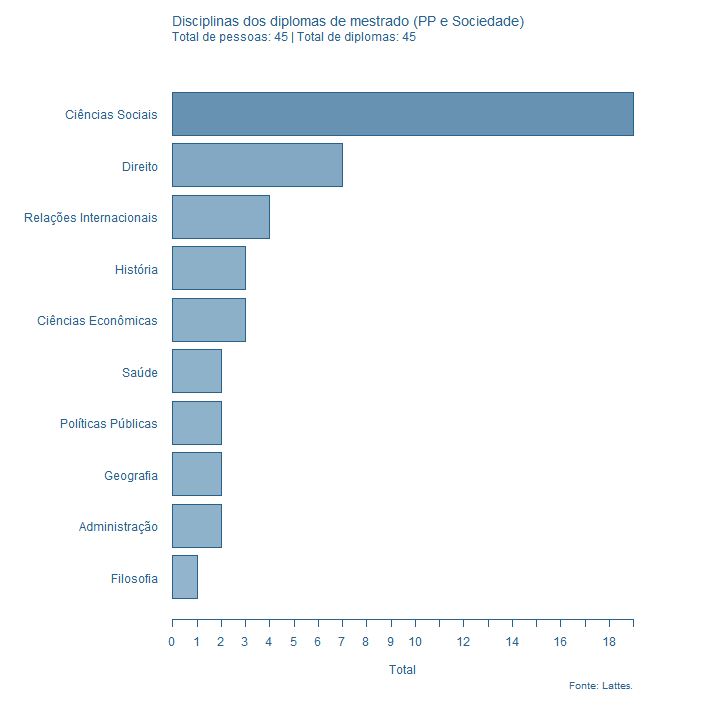 Disciplinas dos diplomas de mestrado (PP e Sociedade)
Total de pessoas: 45 | Total de diplomas: 45
Ciências Sociais
Direito
Relações Internacionais
História
Ciências Econômicas
Saúde
Políticas Públicas
Geografia
Administração
Filosofia
0 1 2 3 4 5 6 7 8 9 10 12 14 16 18
Total
Fonte: Lattes.